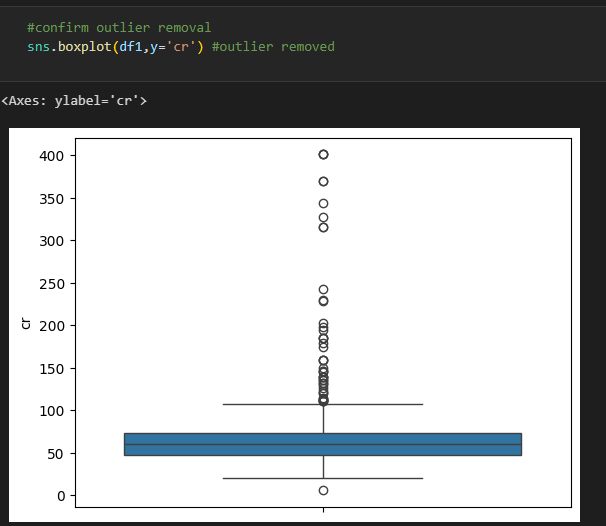 #confirm outlier removal
sns.boxplot(df1,y='cr') #outlier removed
<Axes: ylabel='cr'>
400
350
300
250
200
150
100
50
0
cr